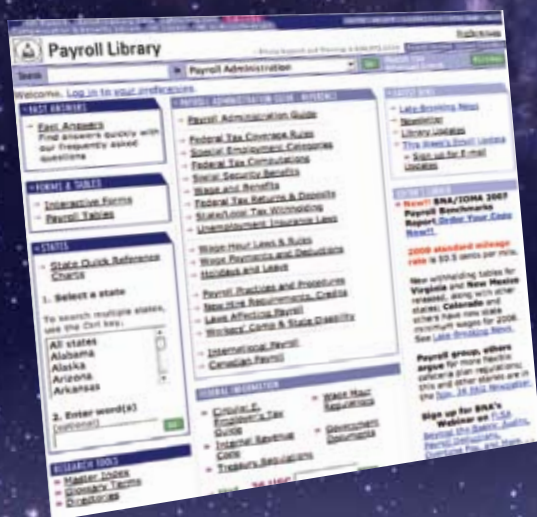 Payroll Library
Preferences
Search
Payroll Administration
Welcome. Log in to your preferences.
FAST ANSWERS
Fast Answers
Find answers quickly with
our frequently asked
questions
FORMS & TABLES
Interactive Forms
Payroll Tables
STATES
State Quick Reference
Charts
1. Select a state
To search multiple states,
use the Ctrl key.
All states
Alabama
Alaska
Arizona
Arkansas
2. Enter word(s)
(optional)
RESEARCH TOOLS
Master Index
Glossary Terms
Directories
PAYROLL ADMINISTRATION GUIDE - REFERENCE
Payroll Administration Guide
Federal Tax Coverage Rules
Special Employment Categories
Federal Tax Computations
Social Security Benefits
Wage and Benefits
Federal Tax Returns & Deposits
State/Local Tax Withholding
Unemployment Insurance Laws
Wage-Hour Laws & Rules
Wage Payments and Deductions
Holidays and Leave
Payroll Practices and Procedures
New Hire Requirements, Credits
Laws Affecting Payroll
Workers' Comp & State Disability
International Payroll
Canadian Payroll
FEDERAL INFORMATION
Circular E,
Employer's Tax
Guide
Internal Revenue
Code
Treasury Regulations
Wage Hour
Regulations
Government
Documents
LATEST NEWS
Late-Breaking News
Newsletter
Library Updates
This Week's Email Update
Sign up for E-mail
Updates
New!! BNA/IOMA 2007
Payroll Benchmarks
Report Order Your Copy
Now!!
2008 standard mileage
rate is 50.5 cents per mile.
New withholding tables for
Virginia and New Mexico
released, along with other
states; Colorado and
others have new state
minimum wages for 2008.
See Late-Breaking News.
Payroll group, others
argue for more flexible
cafeteria plan regulations;
this and other stories are in
the Nov. 26 PAG Newsletter.
Sign up for BNA's
Webinar on FLSA
Beyond the Basic: Audits,